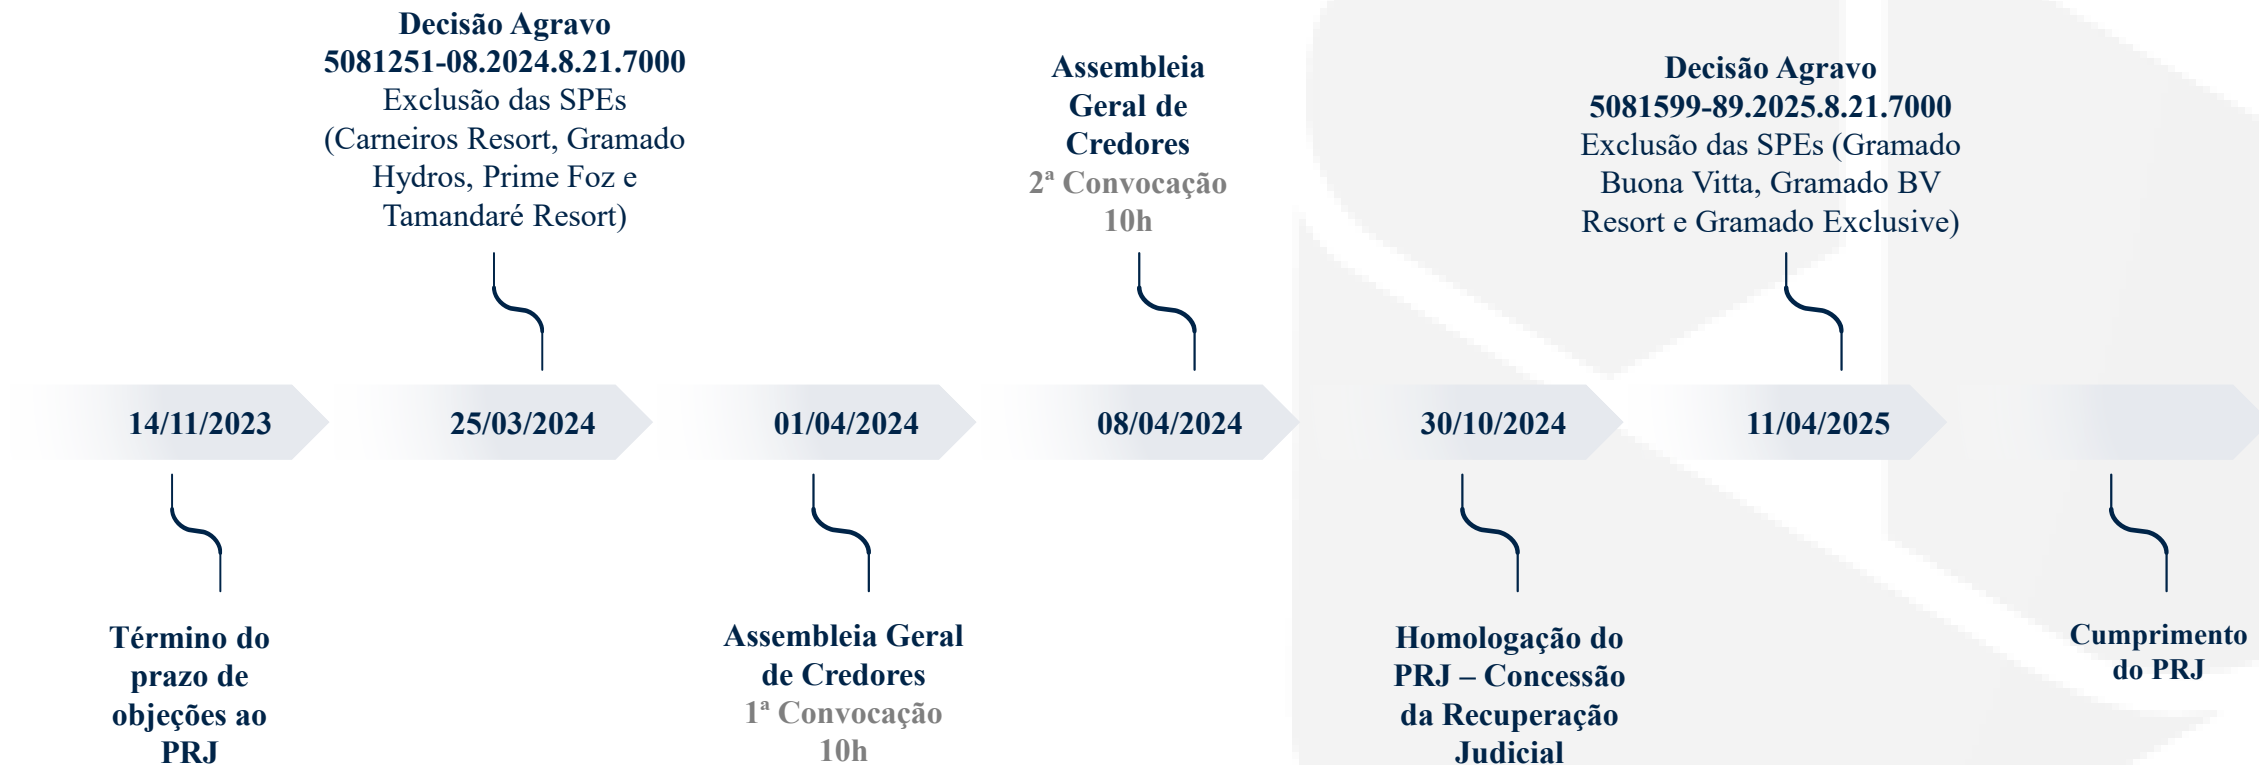 Decisão Agravo
5081251-08.2024.8.21.7000
Exclusão das SPEs
(Carneiros Resort, Gramado
Hydros, Prime Foz e
Tamandaré Resort)
Assembleia
Geral de
Credores
2ª Convocação
10h
Decisão Agravo
5081599-89.2025.8.21.7000
Exclusão das SPEs (Gramado
Buona Vitta, Gramado BV
Resort e Gramado Exclusive)
14/11/2023
25/03/2024
01/04/2024
08/04/2024
30/10/2024
11/04/2025
Término do
prazo de
objeções ao
PRJ
Assembleia Geral
de Credores
1ª Convocação
10h
Homologação do
PRJ – Concessão
da Recuperação
Judicial
Cumprimento
do PRJ